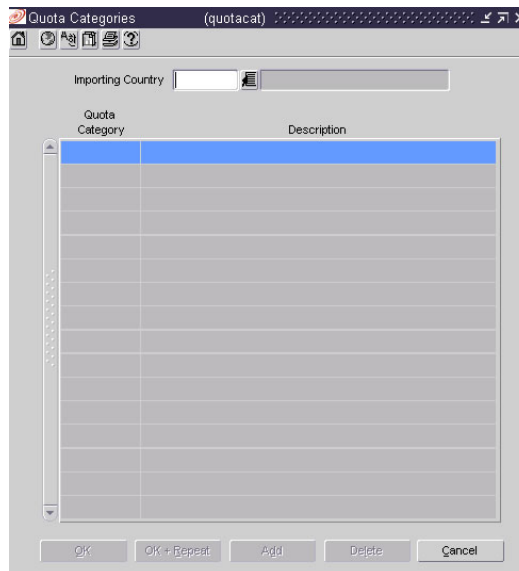 Quota Categories (quotacat)
Importing Country
Quota
Category
Description
OK
OK + Repeat
Add
Delete
Cancel